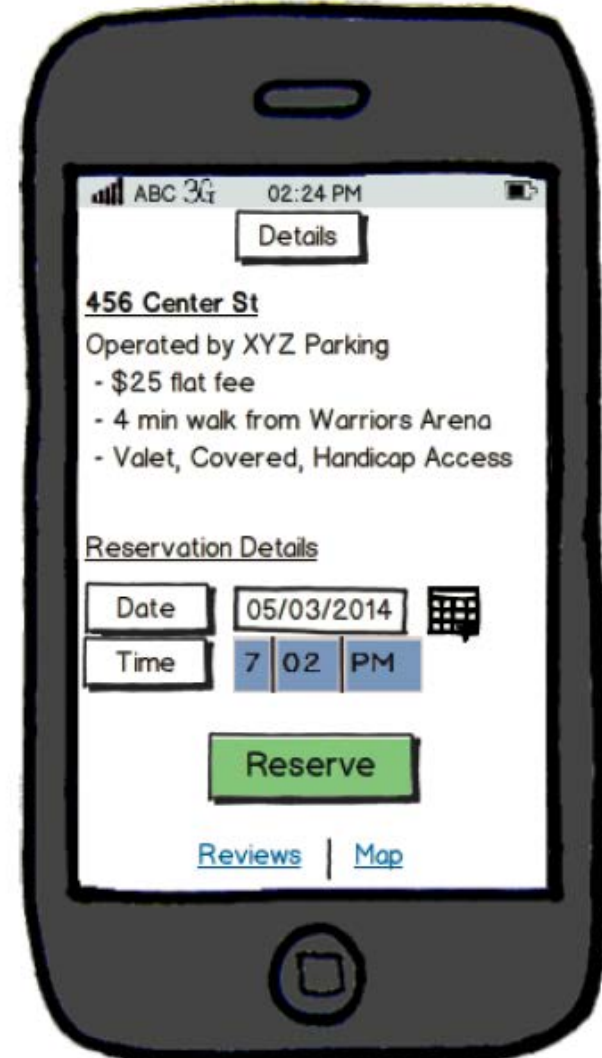 ABC 3G 02:24 PM
Details
456 Center St
Operated by XYZ Parking
- $25 flat fee
- 4 min walk from Warriors Arena
- Valet, Covered, Handicap Access
Reservation Details
Date 05/03/2014
Time 7 02 PM
Reserve
Reviews | Map